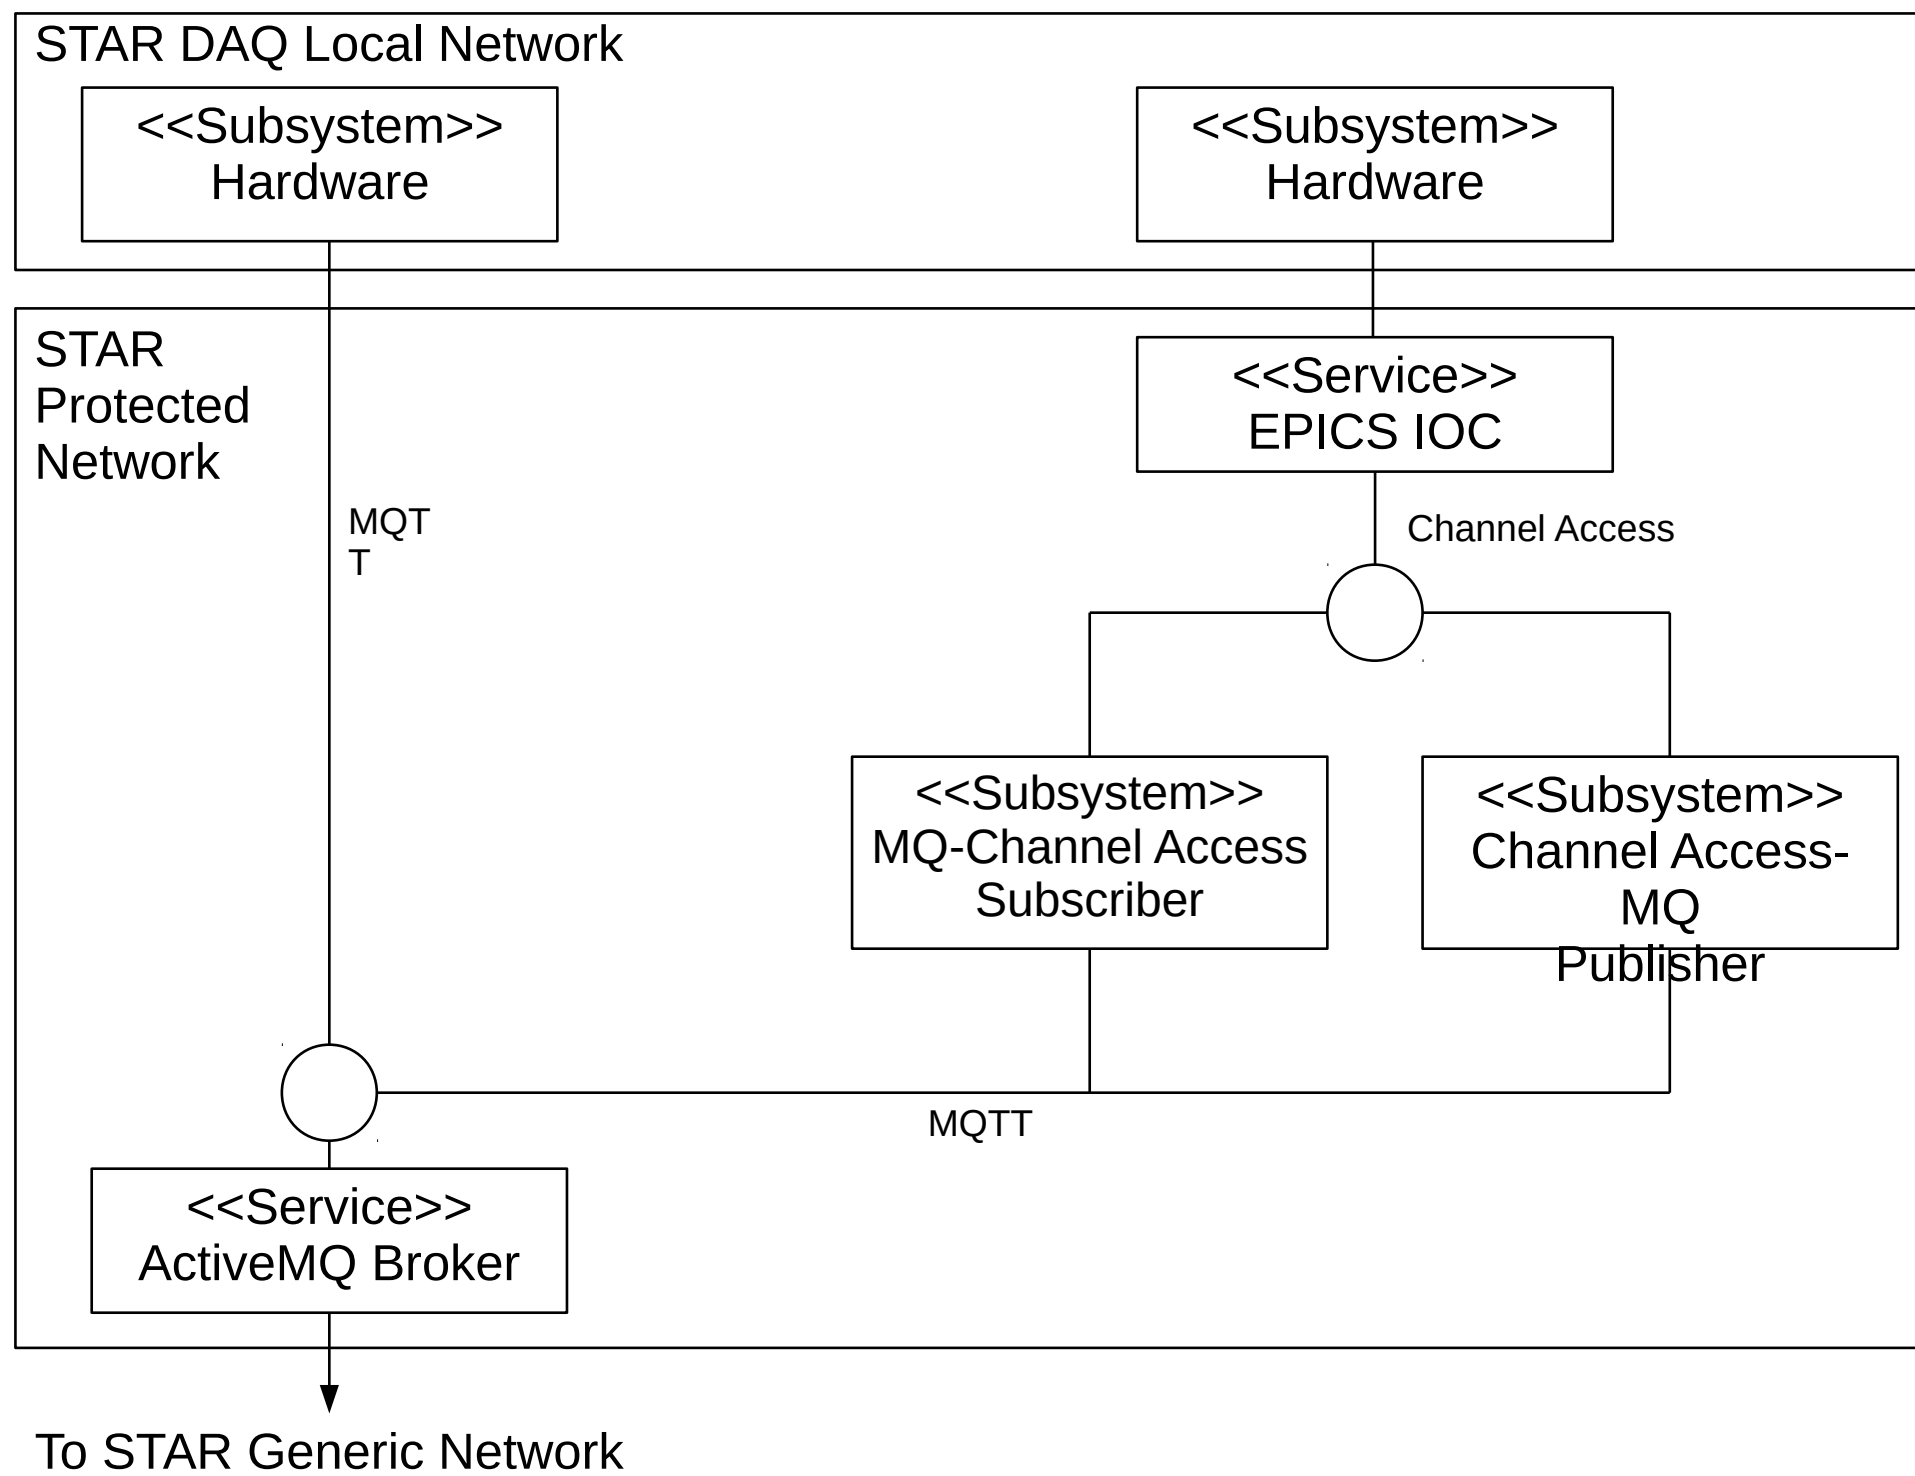 STAR DAQ Local Network
<<Subsystem>>
Hardware
<<Subsystem>>
Hardware
STAR
Protected
Network
<<Service>>
EPICS IOC
MQT
T
Channel Access
<<Subsystem>>
MQ-Channel Access
Subscriber
<<Subsystem>>
Channel Access-
MQ
Publisher
MQTT
<<Service>>
ActiveMQ Broker
To STAR Generic Network